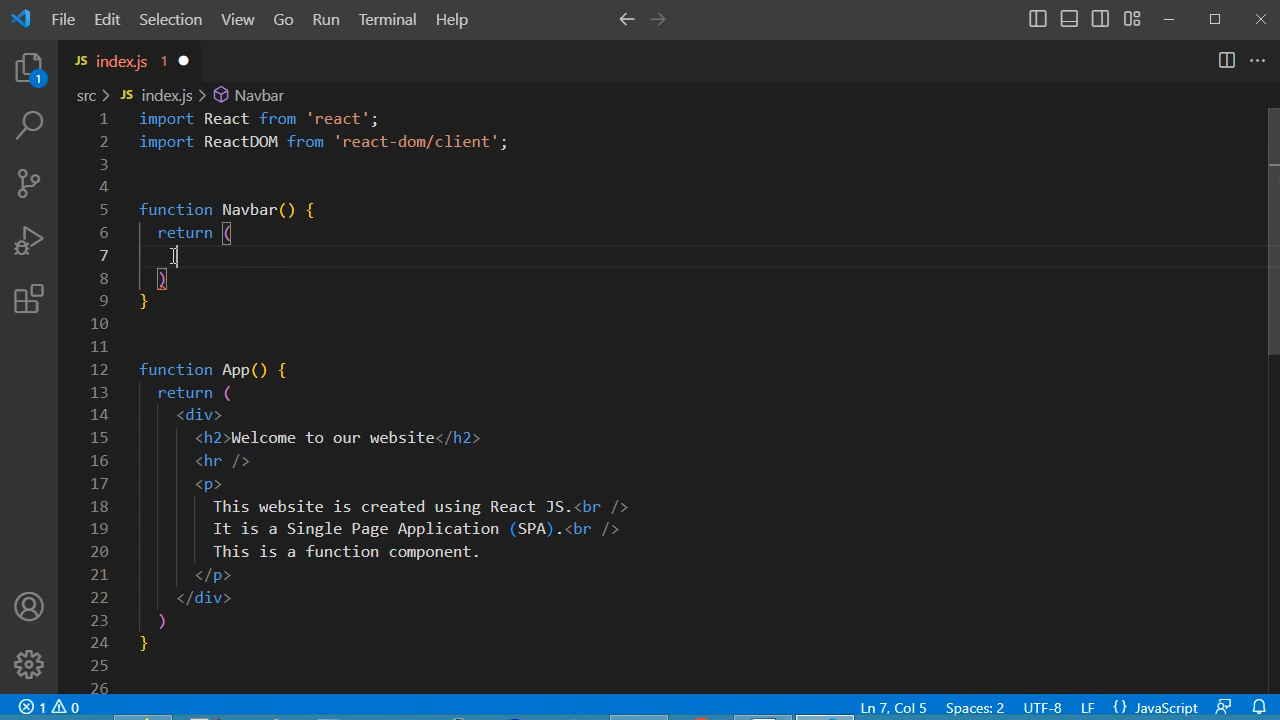 File Edit Selection View Go Run Terminal Help
JS index.js 1
1
src > JS index.js > Navbar
1 import React from 'react';
2 import ReactDOM from 'react-dom/client';
3
4
5 function Navbar() {
6 return (
7
8 )
9 }
10
11
12 function App() {
13 return (
14 <div>
15 <h2>Welcome to our website</h2>
16 <hr />
17 <p>
18 This website is created using React JS.<br />
19 It is a Single Page Application (SPA).<br />
20 This is a function component.
21 </p>
22 </div>
23 )
24 }
25
26
1 0 Ln 7, Col 5 Spaces: 2 UTF-8 LF {} JavaScript